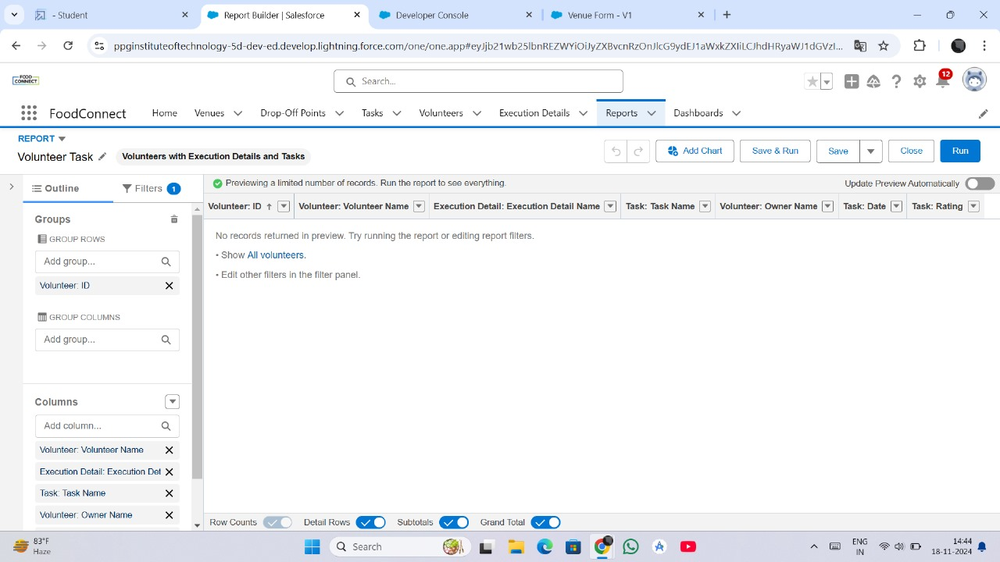 - Student
Report Builder | Salesforce
Developer Console
Venue Form - V1
ppginstituteoftechnology-5d-dev-ed.develop.lightning.force.com/one/one.app#eyJjb21wb25lbnREZWYiOiJyZXBvcnRzOnJlcG9ydEJ1aWxkZXIiLCJhdHRyaWJ1dGVzI...
FOOD CONNECT
Search...
12
FoodConnect
Home
Venues
Drop-Off Points
Tasks
Volunteers
Execution Details
Reports
Dashboards
REPORT
Volunteer Task
Volunteers with Execution Details and Tasks
Add Chart
Save & Run
Save
Close
Run
Outline
Filters 1
Previewing a limited number of records. Run the report to see everything.
Update Preview Automatically
Groups
GROUP ROWS
Add group...
Volunteer: ID
GROUP COLUMNS
Add group...
Columns
Add column...
Volunteer: Volunteer Name
Execution Detail: Execution Det
Task: Task Name
Volunteer: Owner Name
Volunteer: ID
Volunteer: Volunteer Name
Execution Detail: Execution Detail Name
Task: Task Name
Volunteer: Owner Name
Task: Date
Task: Rating
No records returned in preview. Try running the report or editing report filters.
• Show All volunteers.
• Edit other filters in the filter panel.
Row Counts
Detail Rows
Subtotals
Grand Total
83°F
Haze
Search
ENG
IN
14:44
18-11-2024